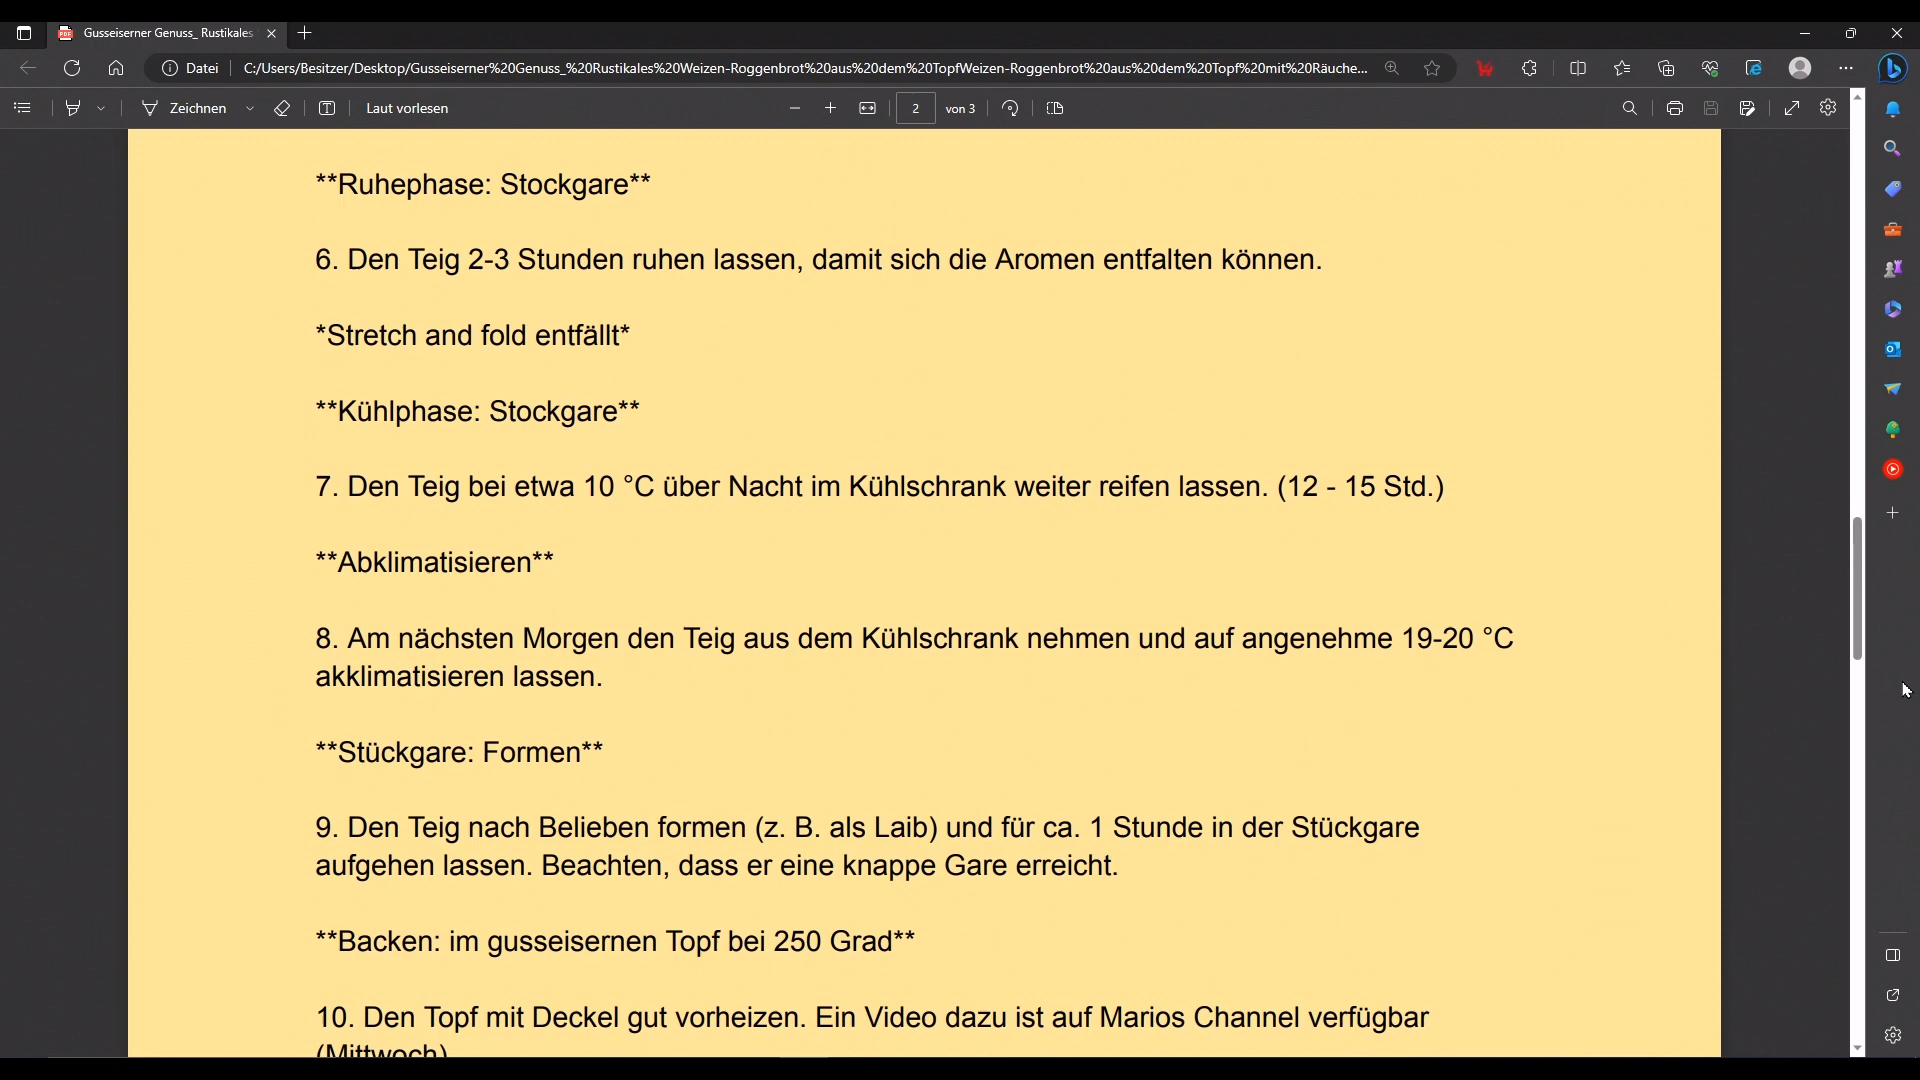 Gusseiserner Genuss_ Rustikales
Datei
C:/Users/Besitzer/Desktop/Gusseiserner%20Genuss_%20Rustikales%20Weizen-Roggenbrot%20aus%20dem%20TopfWeizen-Roggenbrot%20aus%20dem%20Topf%20mit%20Räuche...
Zeichnen
Laut vorlesen
2 von 3
**Ruhephase: Stockgare**
6. Den Teig 2-3 Stunden ruhen lassen, damit sich die Aromen entfalten können.
*Stretch and fold entfällt*
**Kühlphase: Stockgare**
7. Den Teig bei etwa 10 °C über Nacht im Kühlschrank weiter reifen lassen. (12 - 15 Std.)
**Abklimatisieren**
8. Am nächsten Morgen den Teig aus dem Kühlschrank nehmen und auf angenehme 19-20 °C
akklimatisieren lassen.
**Stückgare: Formen**
9. Den Teig nach Belieben formen (z. B. als Laib) und für ca. 1 Stunde in der Stückgare
aufgehen lassen. Beachten, dass er eine knappe Gare erreicht.
**Backen: im gusseisernen Topf bei 250 Grad**
10. Den Topf mit Deckel gut vorheizen. Ein Video dazu ist auf Marios Channel verfügbar
(Mittwoch)